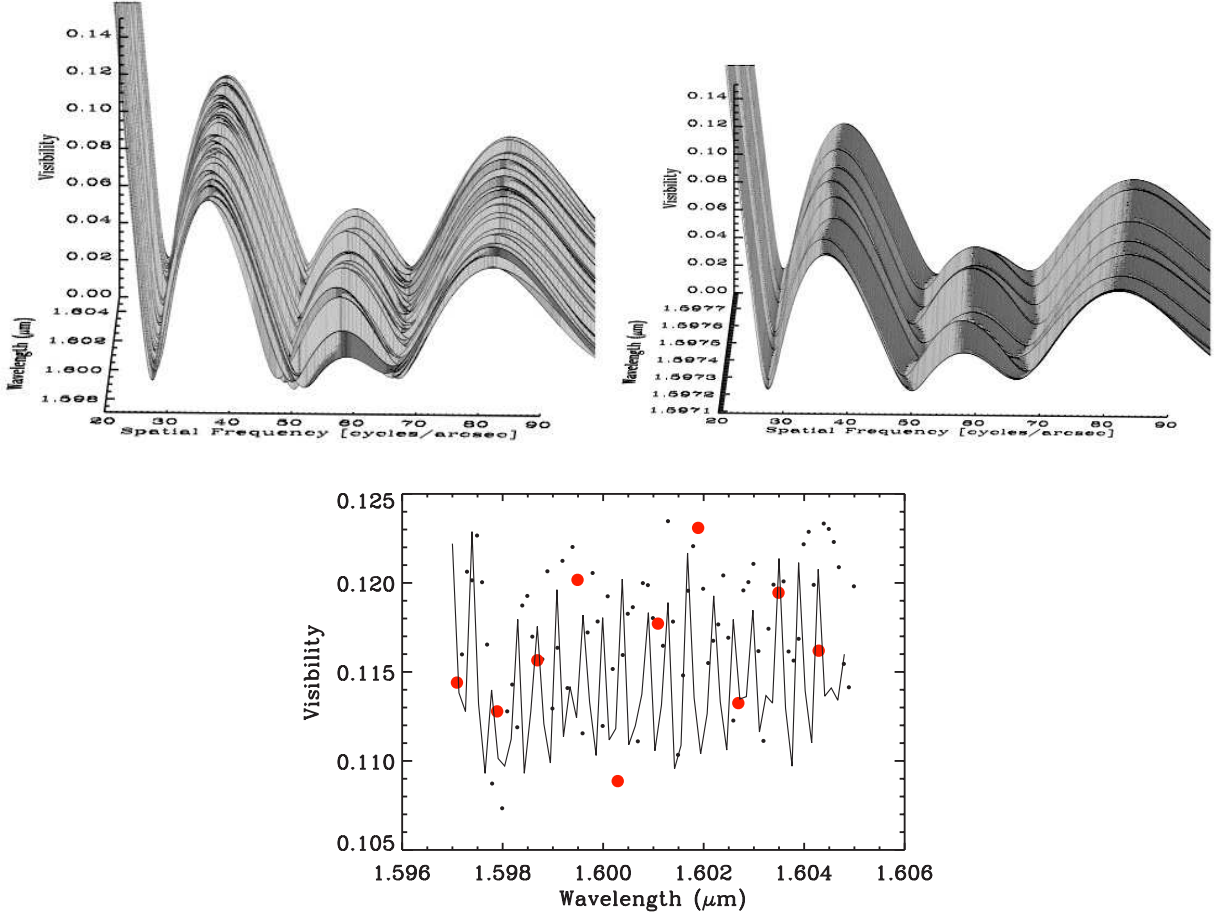 0.14
0.12
0.10
0.08
0.06
0.04
0.02
0.00
Visibility
1.604
1.602
1.600
1.598
Wavelength (μm)
20 30 40 50 60 70 80 90
Spatial Frequency [cycles/arcsec]
0.14
0.12
0.10
0.08
0.06
0.04
0.02
0.00
Visibility
1.5977
1.5976
1.5975
1.5974
1.5973
1.5972
1.5971
Wavelength (μm)
20 30 40 50 60 70 80 90
Spatial Frequency [cycles/arcsec]
0.125
0.120
0.115
0.110
0.105
Visibility
1.596 1.598 1.600 1.602 1.604 1.606
Wavelength (μm)